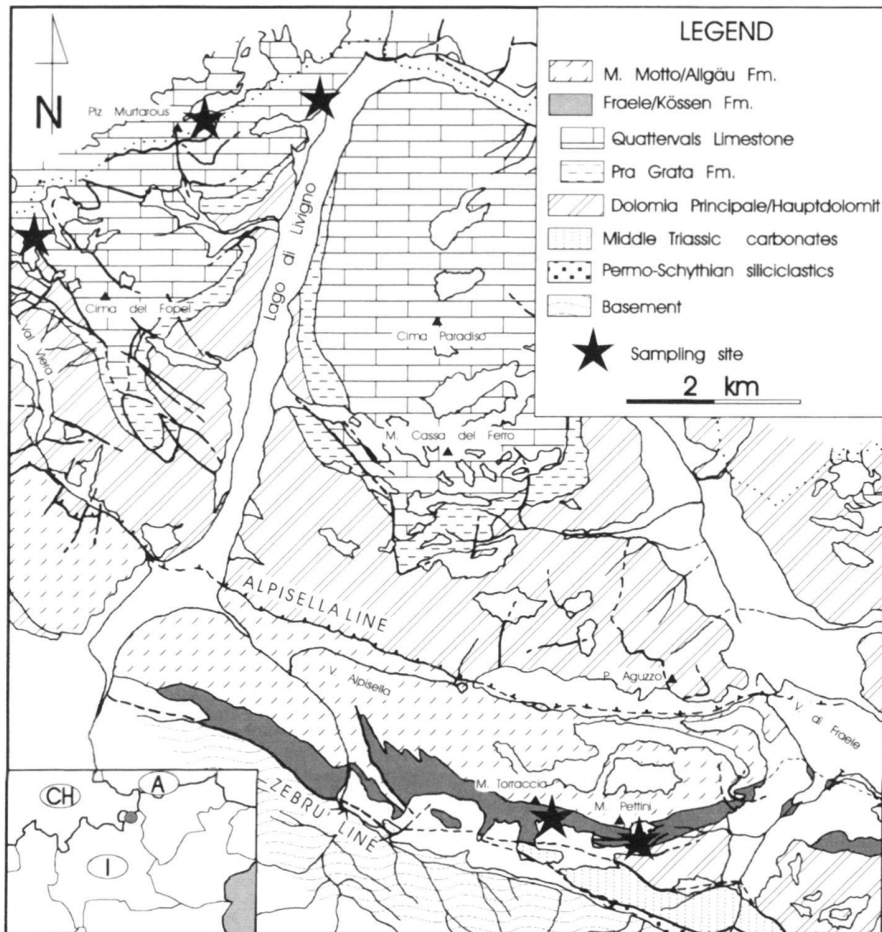 LEGEND
M. Motto/Allgäu Fm.
Fraele/Kössen Fm.
Quattervals Limestone
Pra Grata Fm.
Dolomia Principale/Hauptdolomit
Middle Triassic carbonates
Permo-Schythian siliciclastics
Basement
Sampling site
2 km
N
Piz Murtarous
Lago di Livigno
Cima del Fopel
Val Viera
Cima Paradiso
M. Cassa del Ferro
ALPISELLA LINE
V. Alpisella
P. Aguzzo
V. di Fraele
M. Torraccia
M. Pettini
ZEBRU' LINE
CH
A
I